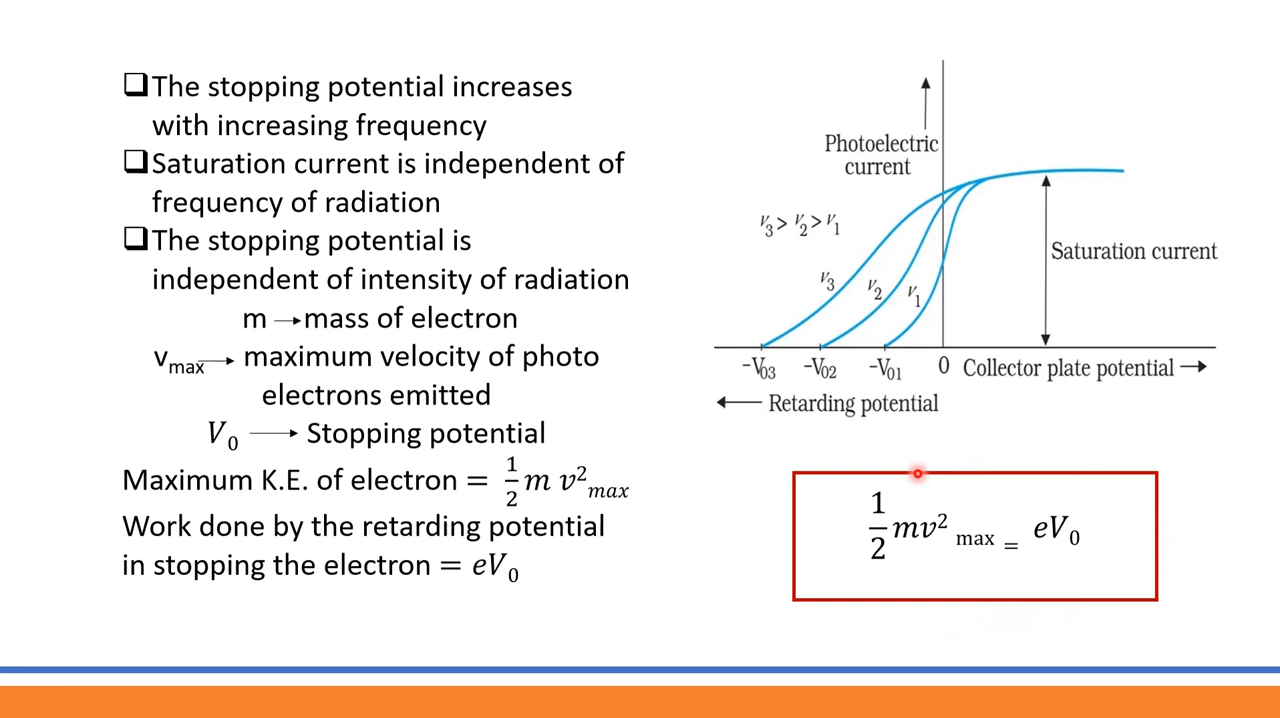 ❑The stopping potential increases
with increasing frequency
❑Saturation current is independent of
frequency of radiation
❑The stopping potential is
independent of intensity of radiation
m → mass of electron
v_max → maximum velocity of photo
electrons emitted
V₀ → Stopping potential
Maximum K.E. of electron = 1/2 m v²_max
Work done by the retarding potential
in stopping the electron = eV₀
Photoelectric
current
ν₃ > ν₂ > ν₁
Saturation current
ν₃
ν₂
ν₁
-V₀₃
-V₀₂
-V₀₁
0
Collector plate potential →
← Retarding potential
1/2 mv² max = eV₀